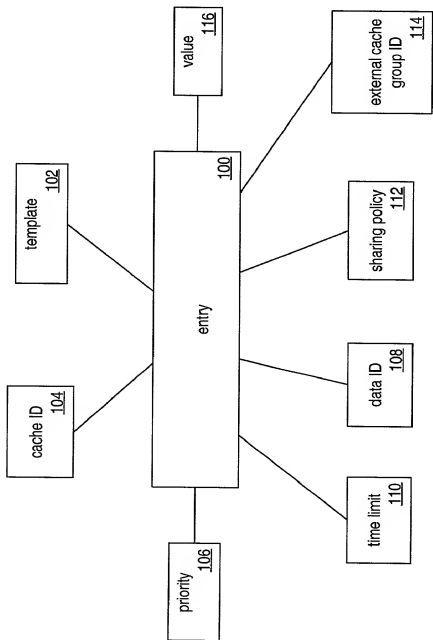 cache ID
104
template
102
priority
106
entry
100
value
116
time limit
110
data ID
108
sharing policy
112
external cache
group ID
114